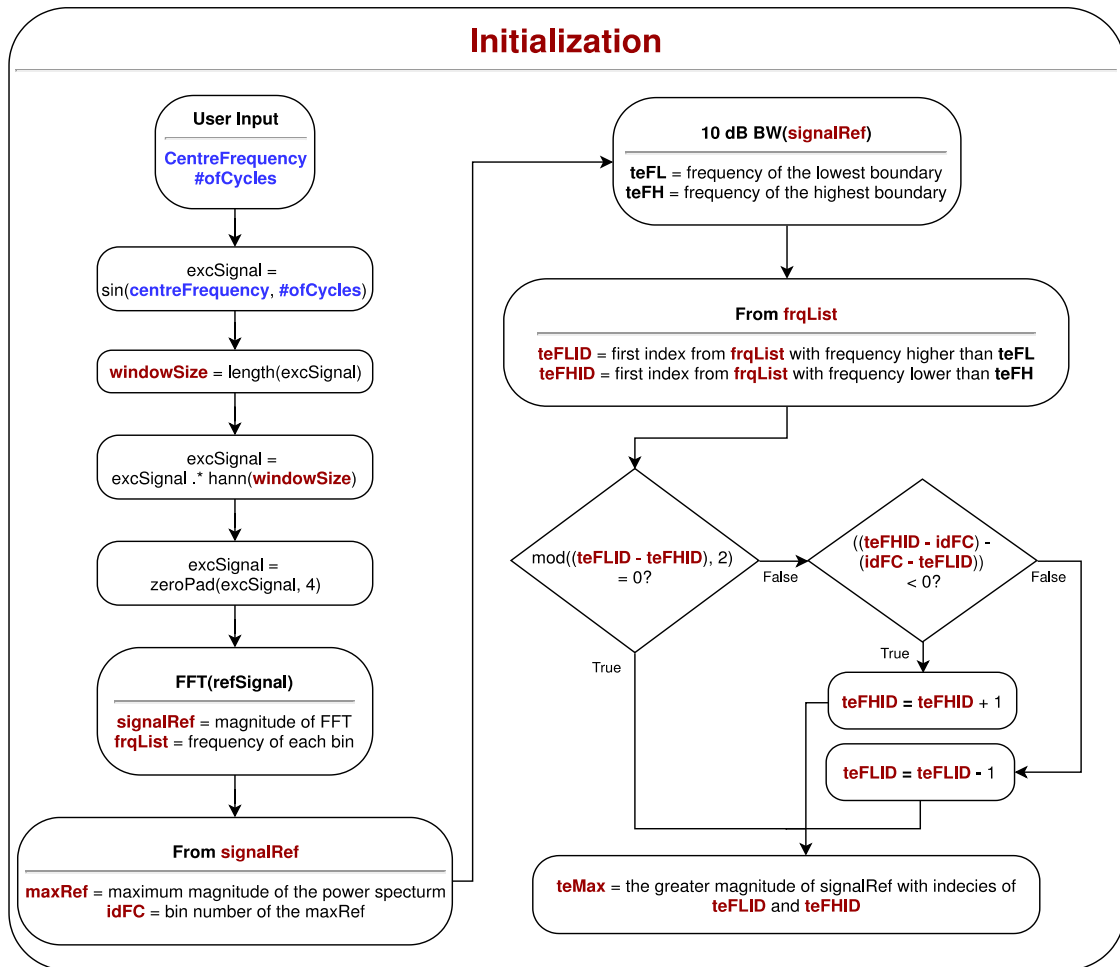 Initialization
User Input
CentreFrequency
#ofCycles
excSignal =
sin(centreFrequency, #ofCycles)
windowSize = length(excSignal)
excSignal =
excSignal .* hann(windowSize)
excSignal =
zeroPad(excSignal, 4)
FFT(refSignal)
signalRef = magnitude of FFT
frqList = frequency of each bin
From signalRef
maxRef = maximum magnitude of the power specturm
idFC = bin number of the maxRef
10 dB BW(signalRef)
teFL = frequency of the lowest boundary
teFH = frequency of the highest boundary
From frqList
teFLID = first index from frqList with frequency higher than teFL
teFHID = first index from frqList with frequency lower than teFH
mod((teFLID - teFHID), 2)
= 0?
False
True
((teFHID - idFC) -
(idFC - teFLID))
< 0?
False
True
teFHID = teFHID + 1
teFLID = teFLID - 1
teMax = the greater magnitude of signalRef with indecies of
teFLID and teFHID